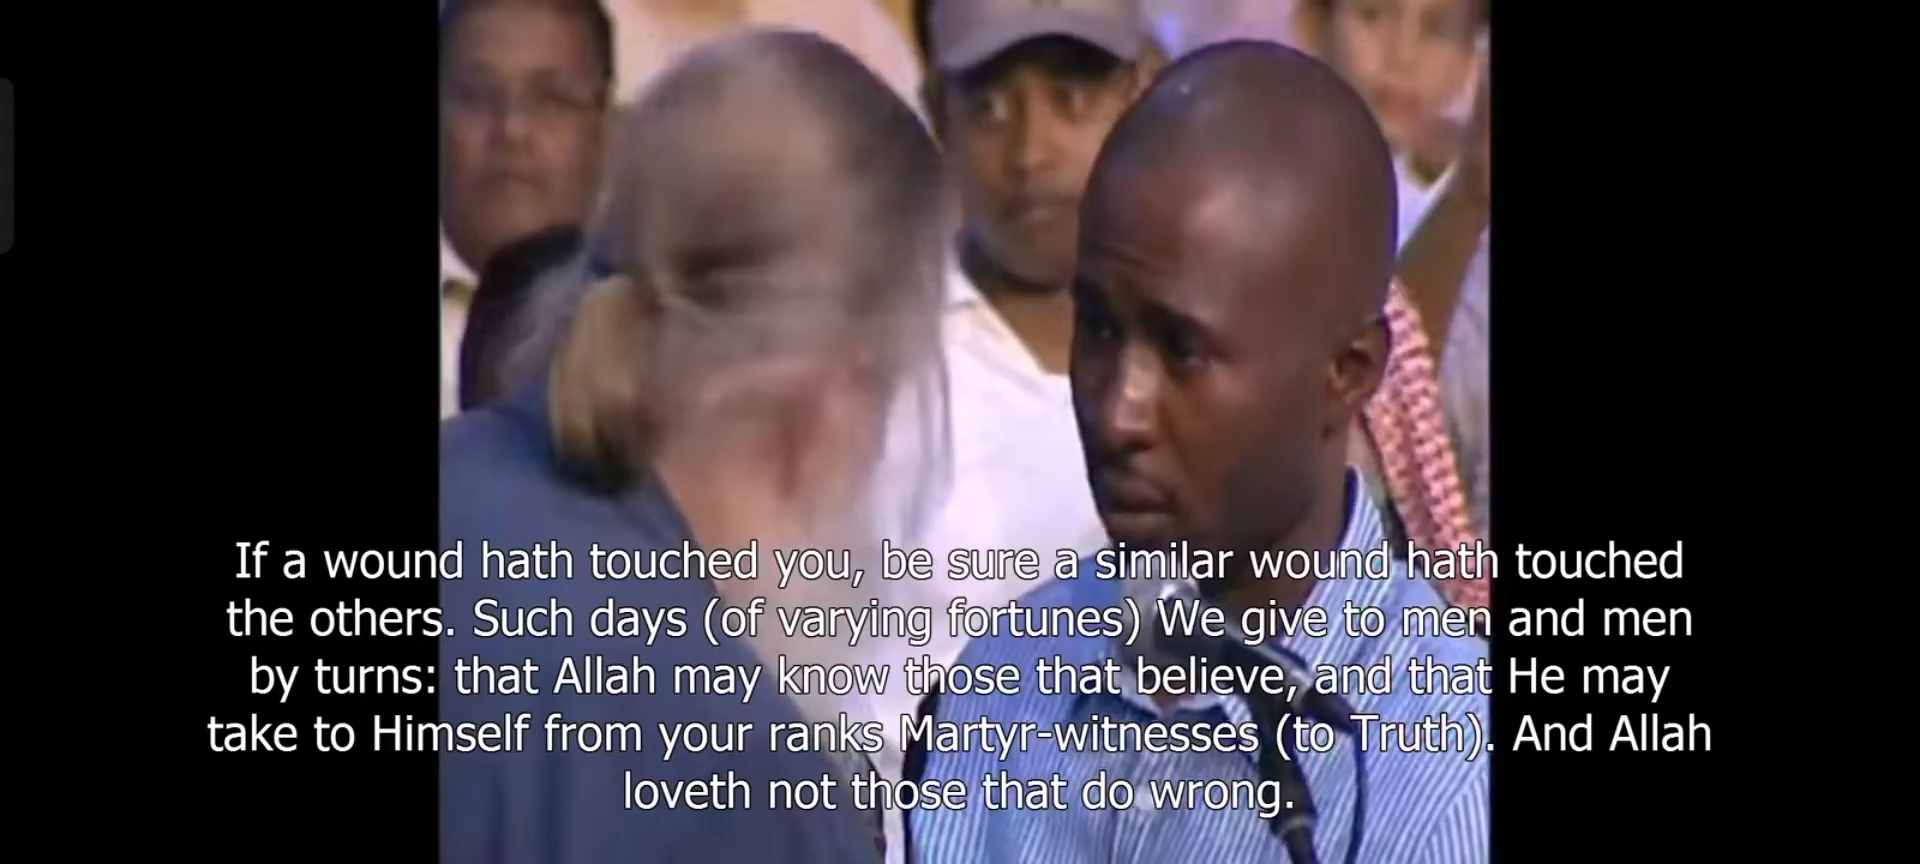 If a wound hath touched you, be sure a similar wound hath touched
the others. Such days (of varying fortunes) We give to men and men
by turns: that Allah may know those that believe, and that He may
take to Himself from your ranks Martyr-witnesses (to Truth). And Allah
loveth not those that do wrong.